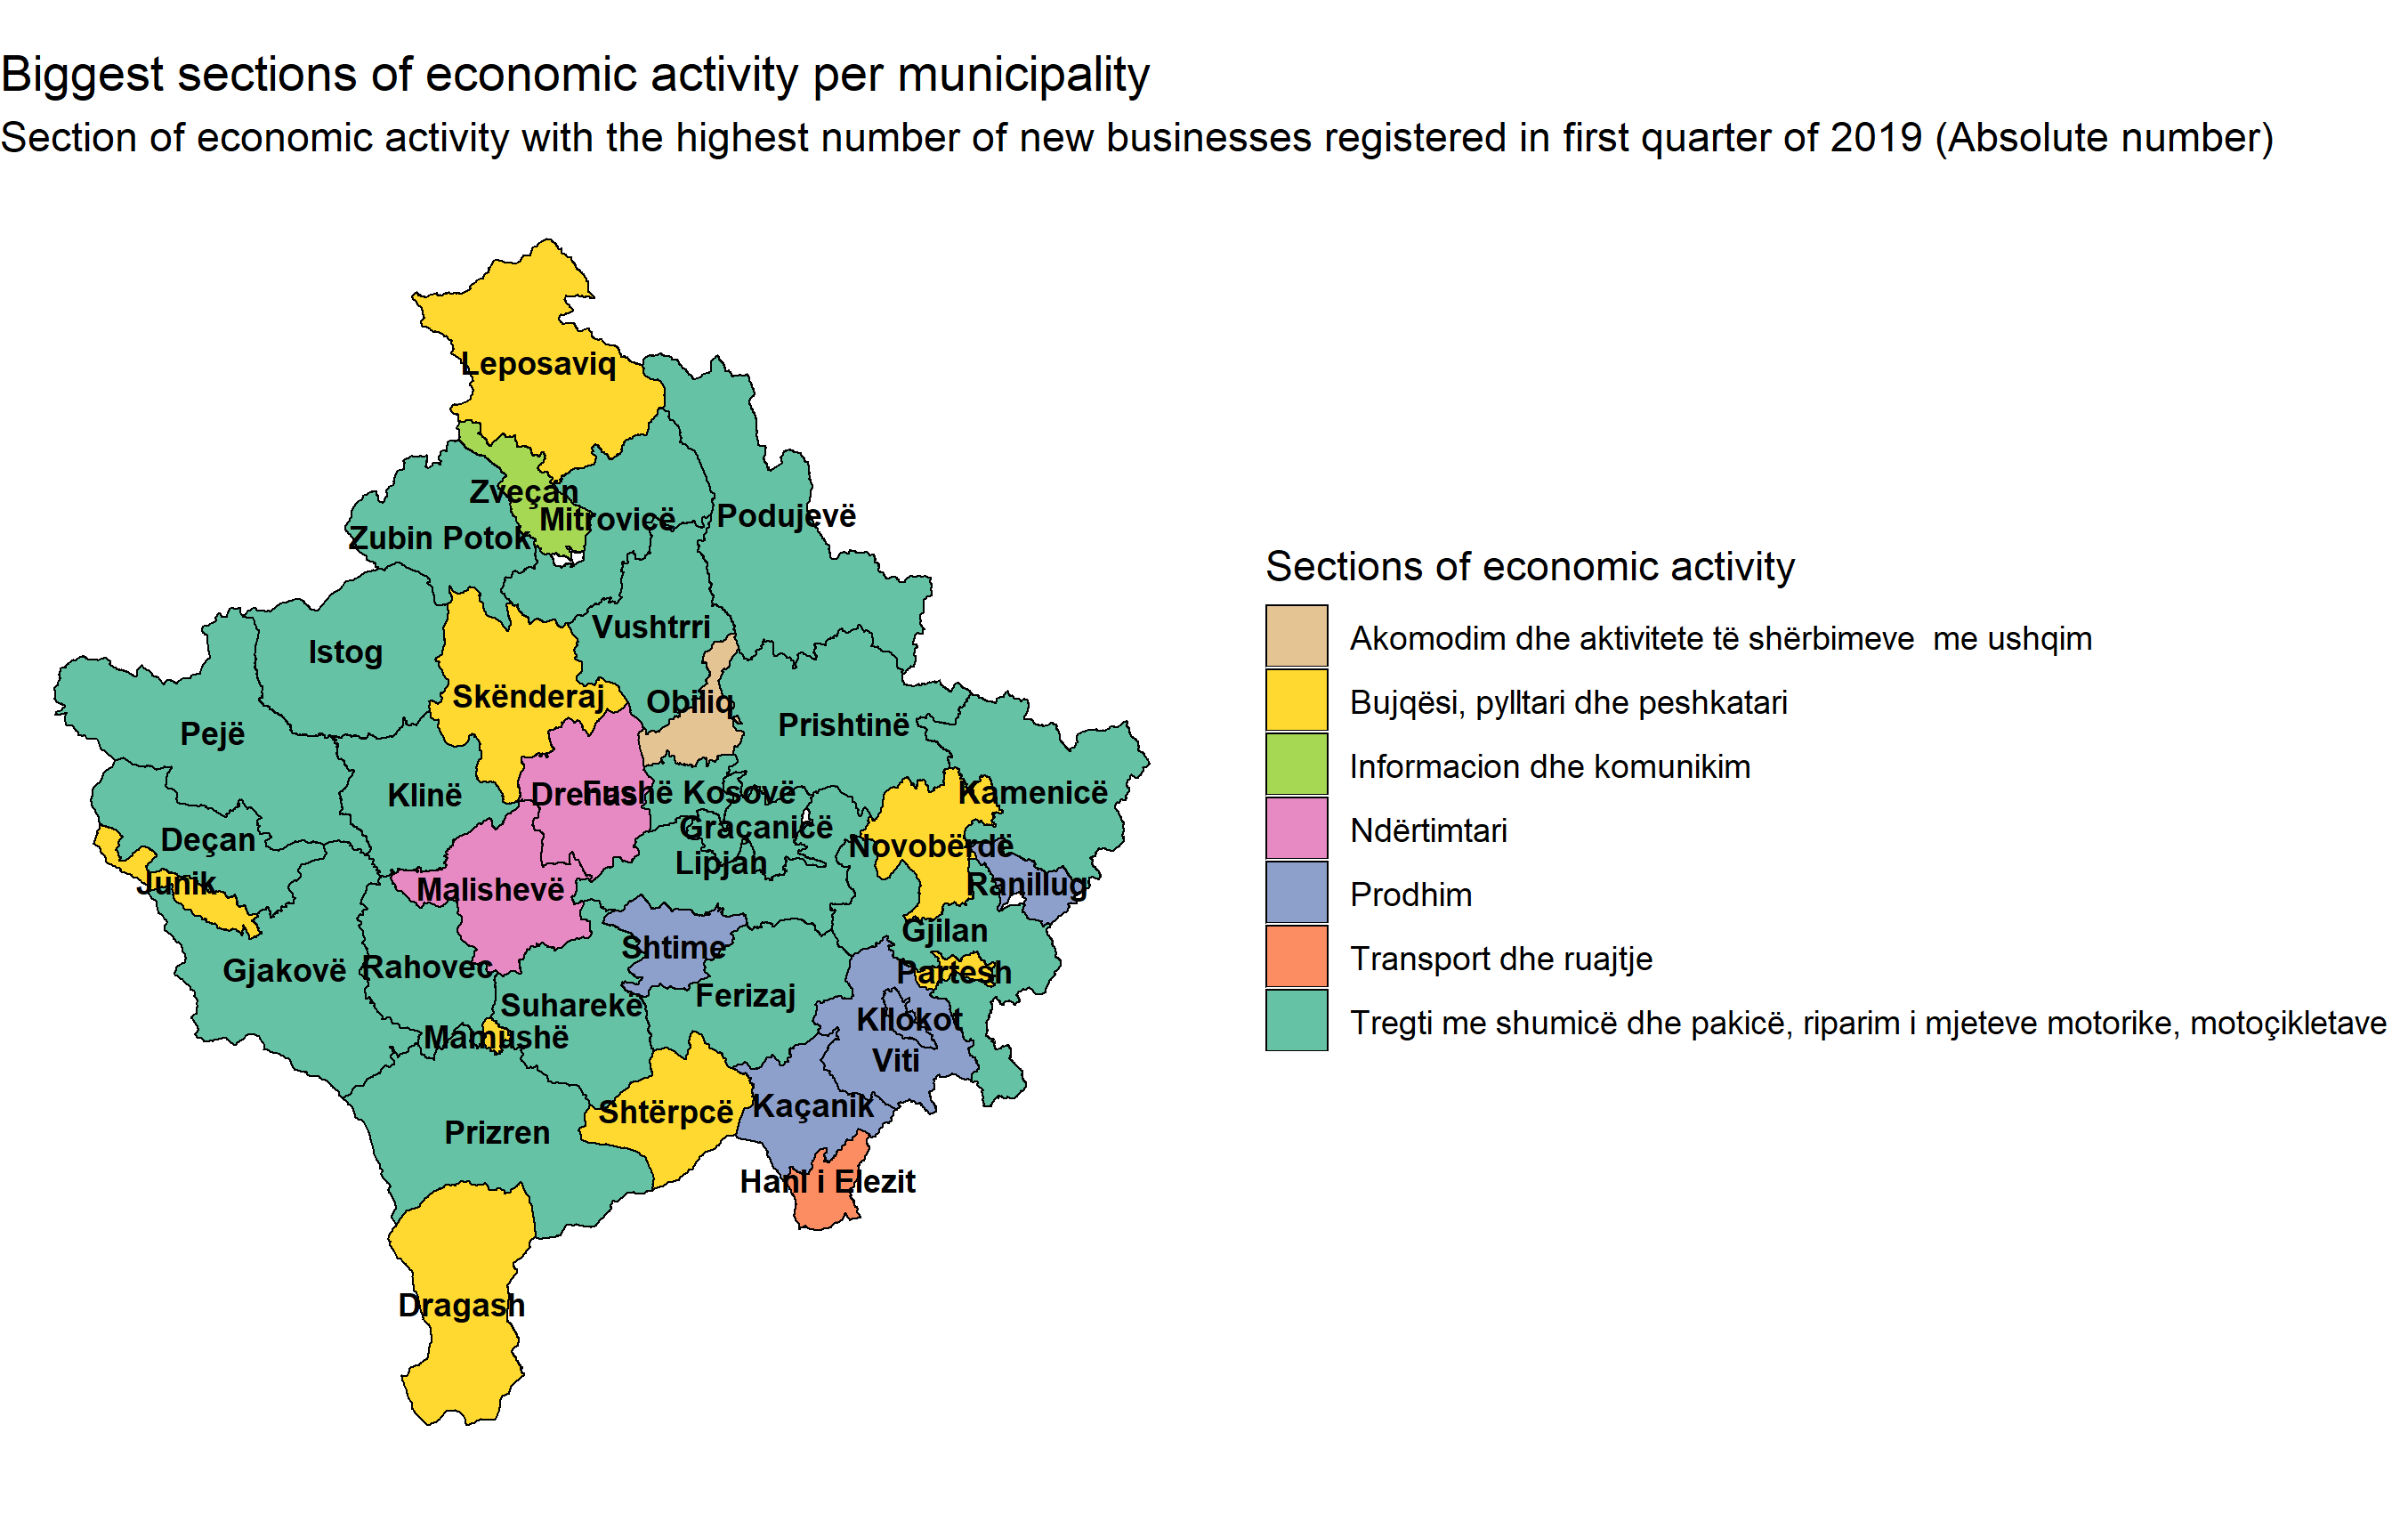 Biggest sections of economic activity per municipality
Section of economic activity with the highest number of new businesses registered in first quarter of 2019 (Absolute number)
Leposaviq
Zveçan
Mitrovicë
Podujevë
Zubin Potok
Vushtrri
Istog
Skënderaj
Obiliq
Prishtinë
Pejë
Klinë
Drenas
Fushë Kosovë
Kamenicë
Graçanicë
Deçan
Novobërdë
Lipjan
Junik
Malishevë
Ranillug
Gjilan
Shtime
Gjakovë
Rahovec
Partesh
Suharekë
Ferizaj
Kllokot
Mamushë
Viti
Kaçanik
Shtërpcë
Prizren
Hani i Elezit
Dragash
Sections of economic activity
Akomodim dhe aktivitete të shërbimeve  me ushqim
Bujqësi, pylltari dhe peshkatari
Informacion dhe komunikim
Ndërtimtari
Prodhim
Transport dhe ruajtje
Tregti me shumicë dhe pakicë, riparim i mjeteve motorike, motoçikletave